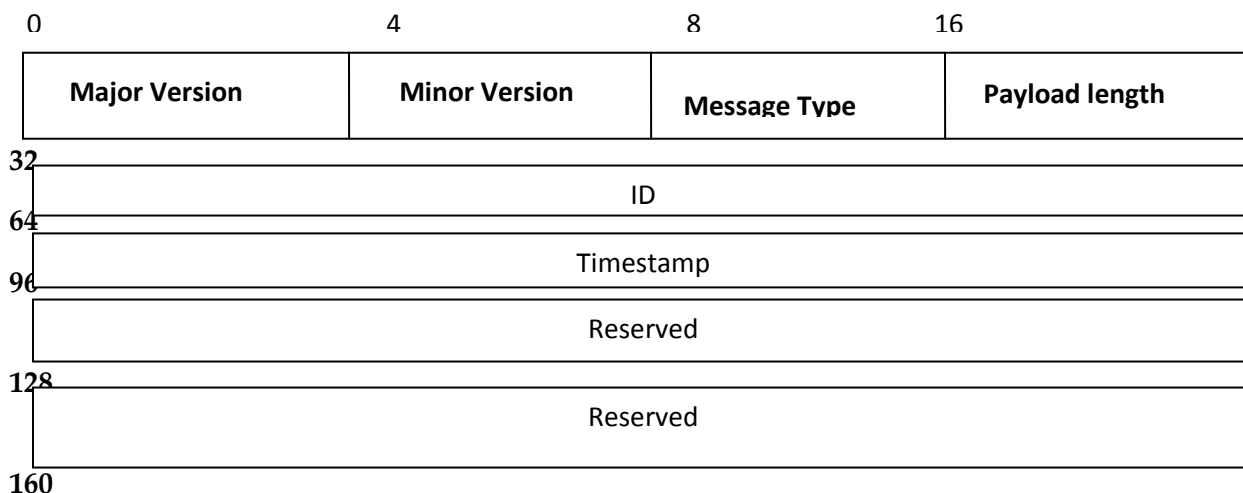 0 4 8 16
Major Version Minor Version Message Type Payload length
32
ID
64
Timestamp
96
Reserved
128
Reserved
160